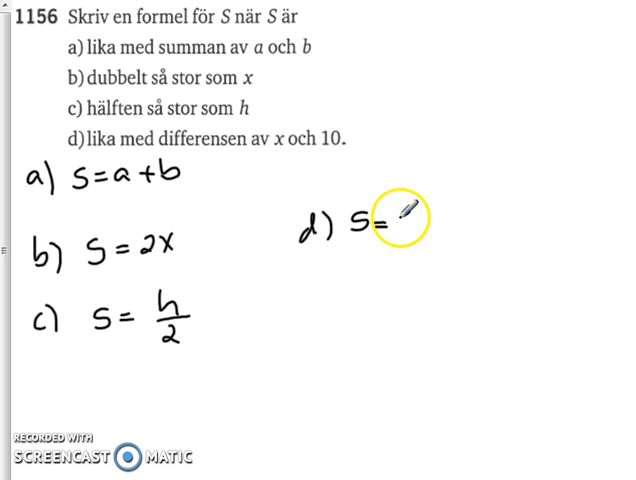 1156 Skriv en formel för S när S är
a) lika med summan av a och b
b) dubbelt så stor som x
c) hälften så stor som h
d) lika med differensen av x och 10.
a) S = a + b
b) S = 2x
c) S = h/2
d) S =
RECORDED WITH
SCREENCAST MATIC